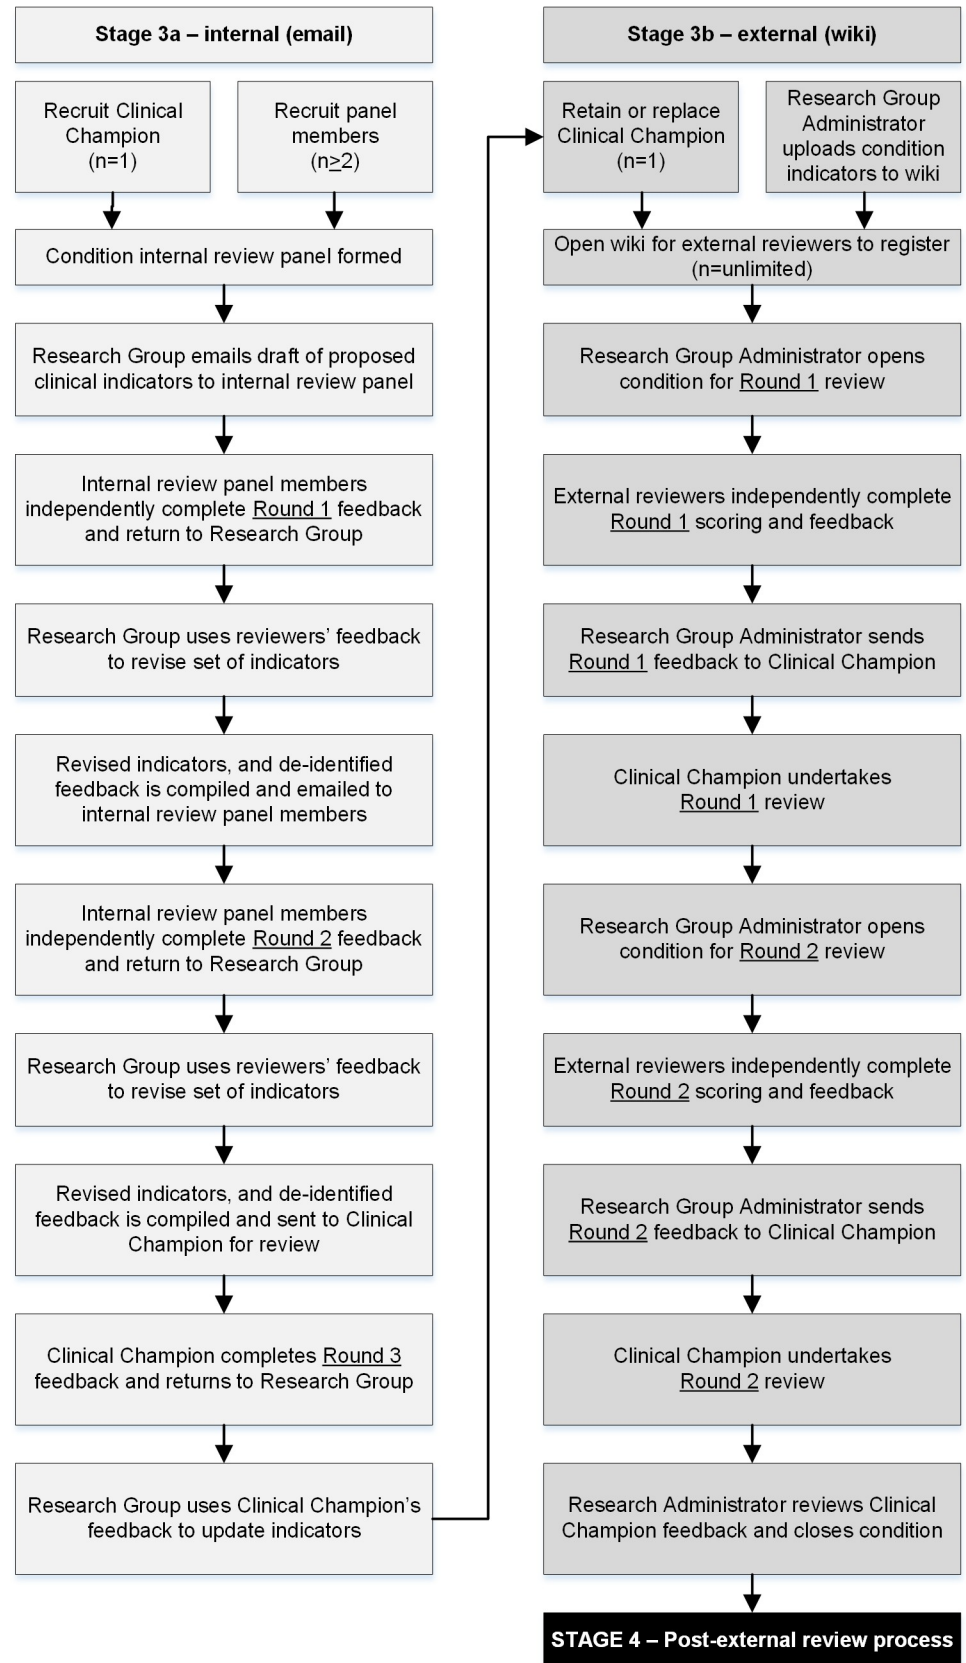 Stage 3a – internal (email)
Recruit Clinical
Champion
(n=1)
Recruit panel
members
(n≥2)
Condition internal review panel formed
Research Group emails draft of proposed
clinical indicators to internal review panel
Internal review panel members
independently complete Round 1 feedback
and return to Research Group
Research Group uses reviewers’ feedback
to revise set of indicators
Revised indicators, and de-identified
feedback is compiled and emailed to
internal review panel members
Internal review panel members
independently complete Round 2 feedback
and return to Research Group
Research Group uses reviewers’ feedback
to revise set of indicators
Revised indicators, and de-identified
feedback is compiled and sent to Clinical
Champion for review
Clinical Champion completes Round 3
feedback and returns to Research Group
Research Group uses Clinical Champion’s
feedback to update indicators
Stage 3b – external (wiki)
Retain or replace
Clinical Champion
(n=1)
Research Group
Administrator
uploads condition
indicators to wiki
Open wiki for external reviewers to register
(n=unlimited)
Research Group Administrator opens
condition for Round 1 review
External reviewers independently complete
Round 1 scoring and feedback
Research Group Administrator sends
Round 1 feedback to Clinical Champion
Clinical Champion undertakes
Round 1 review
Research Group Administrator opens
condition for Round 2 review
External reviewers independently complete
Round 2 scoring and feedback
Research Group Administrator sends
Round 2 feedback to Clinical Champion
Clinical Champion undertakes
Round 2 review
Research Administrator reviews Clinical
Champion feedback and closes condition
STAGE 4 – Post-external review process